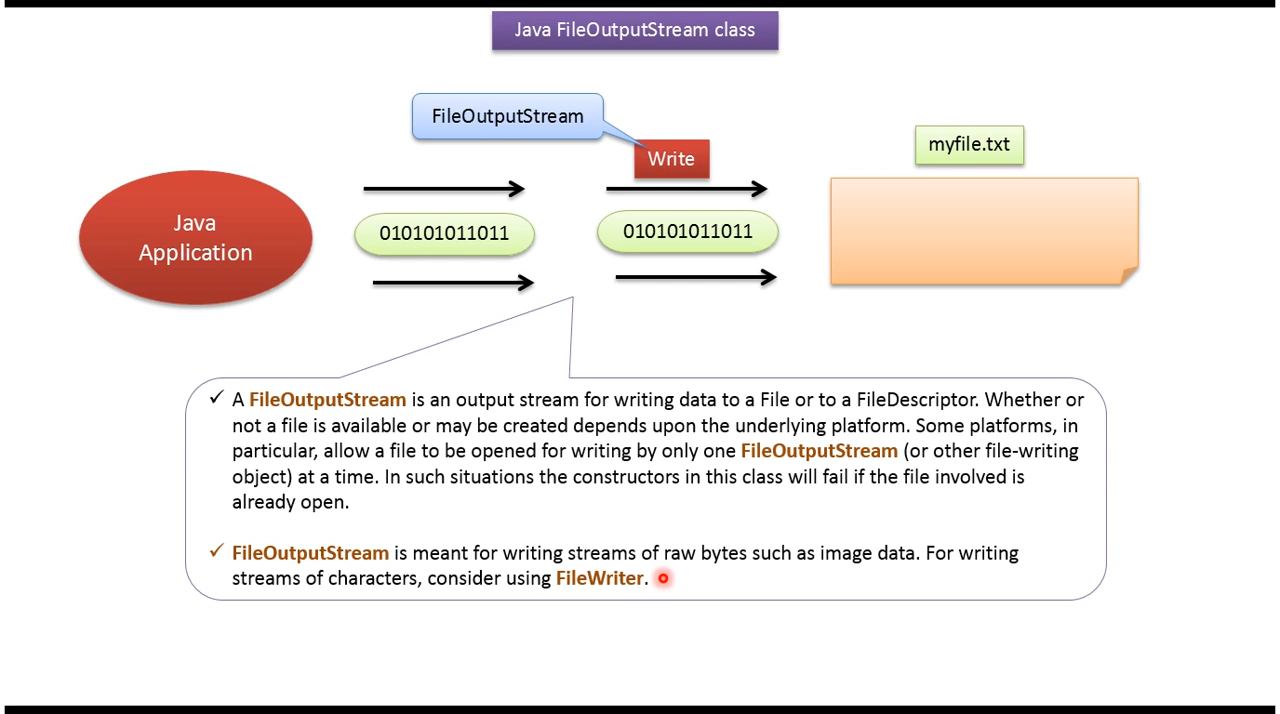 Java FileOutputStream class
FileOutputStream
Write
myfile.txt
Java
Application
010101011011
010101011011
✓ A FileOutputStream is an output stream for writing data to a File or to a FileDescriptor. Whether or
not a file is available or may be created depends upon the underlying platform. Some platforms, in
particular, allow a file to be opened for writing by only one FileOutputStream (or other file-writing
object) at a time. In such situations the constructors in this class will fail if the file involved is
already open.
✓ FileOutputStream is meant for writing streams of raw bytes such as image data. For writing
streams of characters, consider using FileWriter.